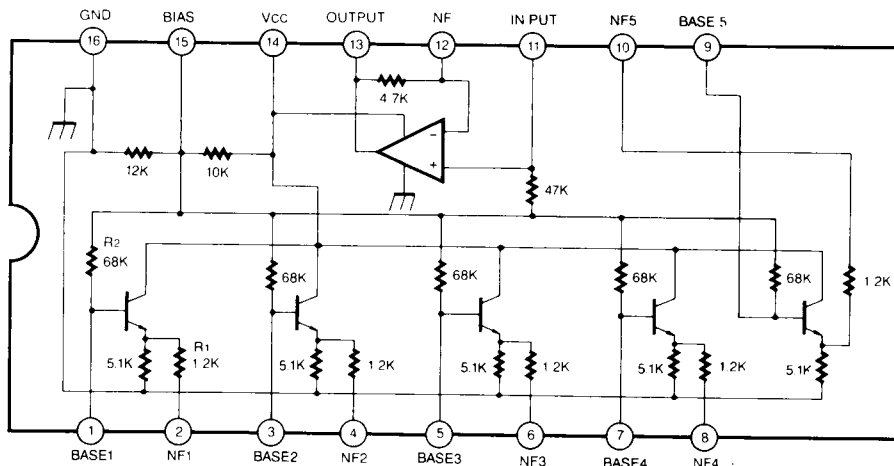 GND BIAS VCC OUTPUT NF IN PUT NF5 BASE 5
16 15 14 13 12 11 10 9
4.7K
-
+
12K 10K 47K
R2
68K 68K 68K 68K 68K 1.2K
R1
5.1K 1.2K 5.1K 1.2K 5.1K 1.2K 5.1K 1.2K 5.1K
1 2 3 4 5 6 7 8
BASE1 NF1 BASE2 NF2 BASE3 NF3 BASE4 NF4